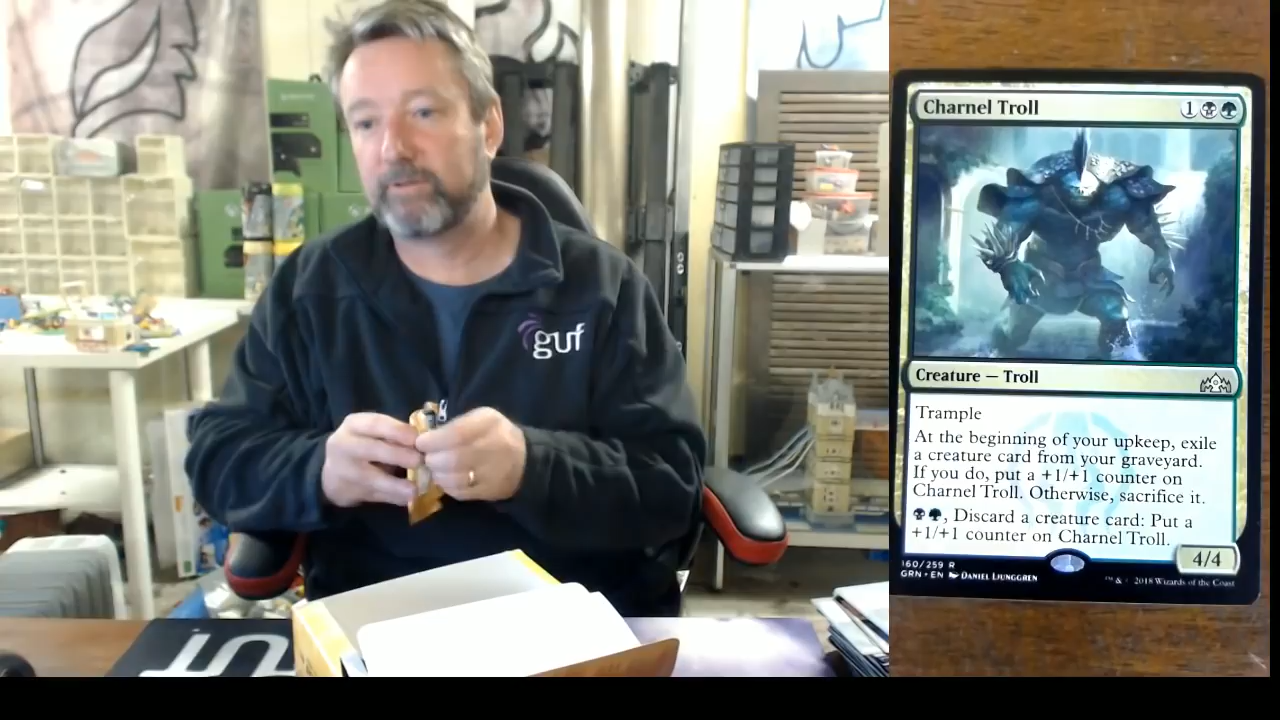 guf
Charnel Troll
1
Creature — Troll
Trample
At the beginning of your upkeep, exile
a creature card from your graveyard.
If you do, put a +1/+1 counter on
Charnel Troll. Otherwise, sacrifice it.
, Discard a creature card: Put a
+1/+1 counter on Charnel Troll.
4/4
160/259 R
GRN • EN DANIEL LJUNGGREN
™ & © 2018 Wizards of the Coast